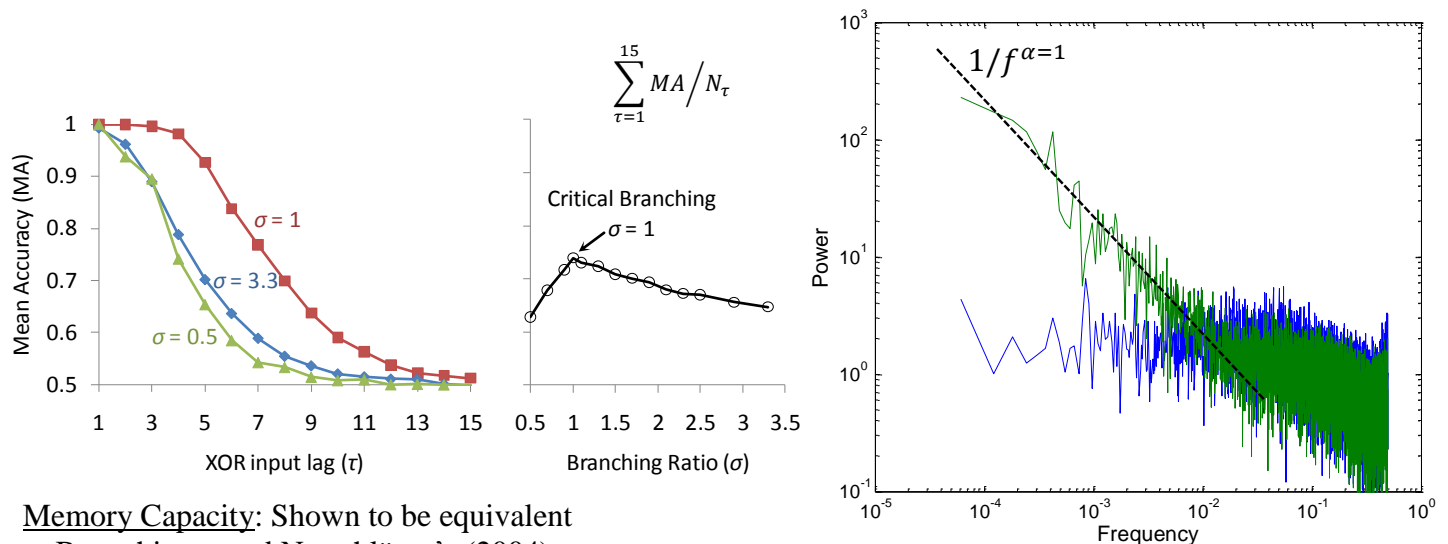 15
∑ MA/Nτ
τ=1
1
0.9
0.8
0.7
0.6
0.5
Mean Accuracy (MA)
σ = 1
σ = 3.3
σ = 0.5
1 3 5 7 9 11 13 15
XOR input lag (τ)
Critical Branching
σ = 1
0.5 1 1.5 2 2.5 3 3.5
Branching Ratio (σ)
10^3
10^2
10^1
10^0
10^-1
Power
1/f^α=1
10^-5 10^-4 10^-3 10^-2 10^-1 10^0
Frequency
Memory Capacity: Shown to be equivalent